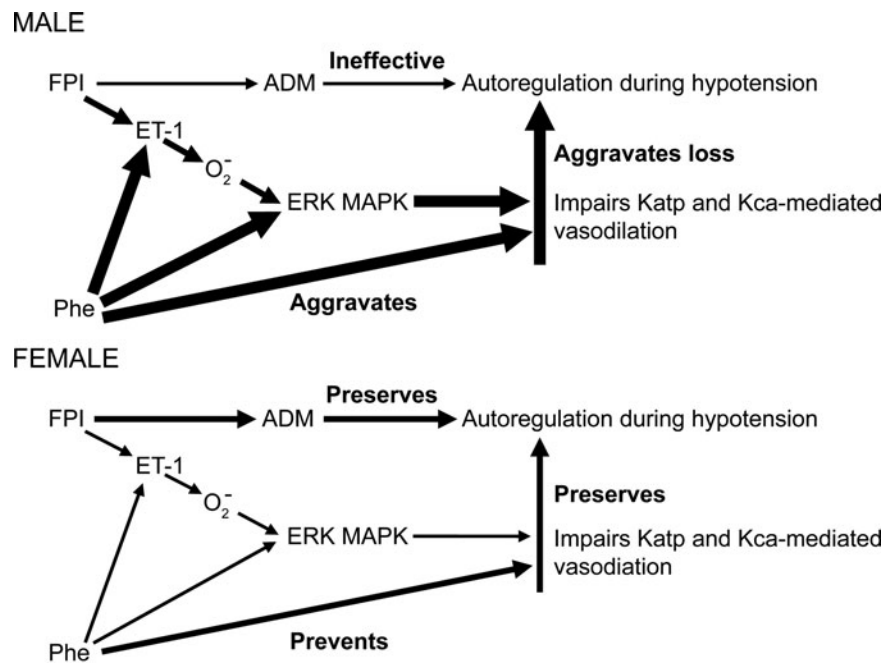 MALE
Ineffective
FPI ADM Autoregulation during hypotension
ET-1
O2-
Aggravates loss
ERK MAPK Impairs Katp and Kca-mediated
vasodilation
Phe
Aggravates
FEMALE
Preserves
FPI ADM Autoregulation during hypotension
ET-1
O2-
Preserves
ERK MAPK Impairs Katp and Kca-mediated
vasodiation
Phe
Prevents